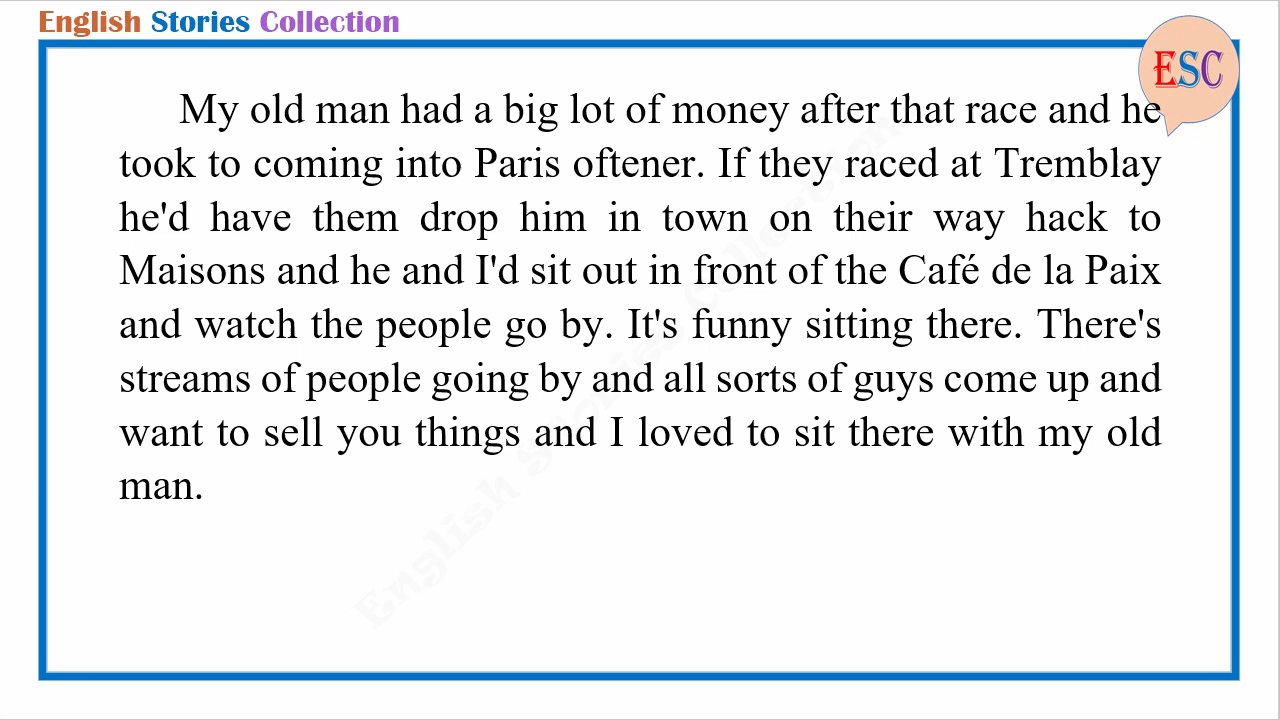 English Stories Collection
ESC
My old man had a big lot of money after that race and he
took to coming into Paris oftener. If they raced at Tremblay
he'd have them drop him in town on their way hack to
Maisons and he and I'd sit out in front of the Café de la Paix
and watch the people go by. It's funny sitting there. There's
streams of people going by and all sorts of guys come up and
want to sell you things and I loved to sit there with my old
man.
English Stories Collection